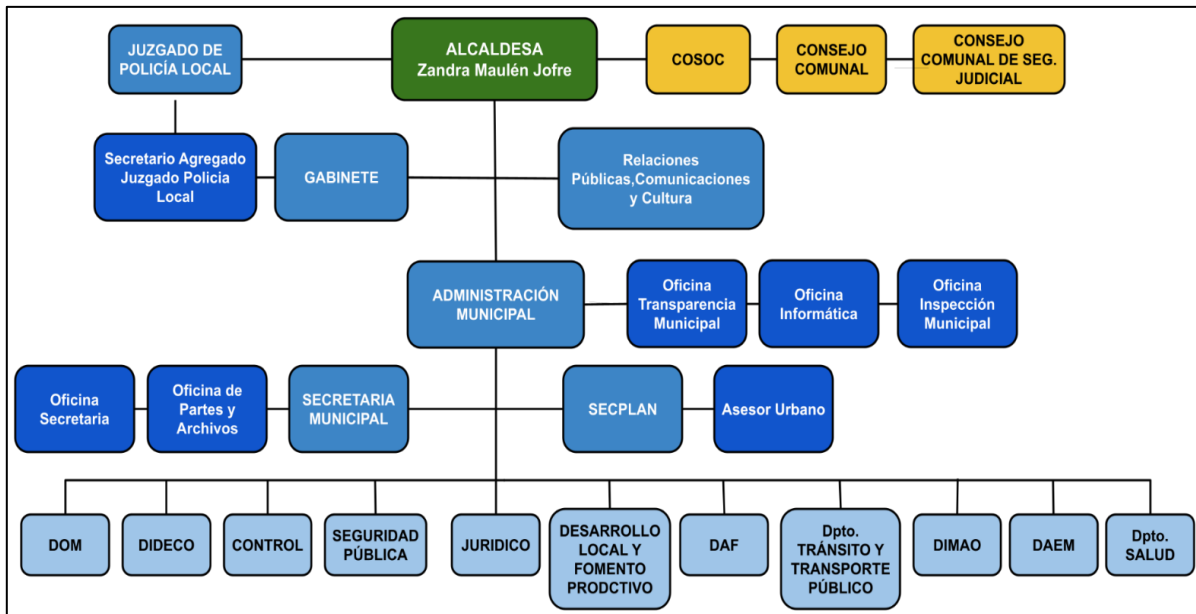 JUZGADO DE
POLICÍA LOCAL
ALCALDESA
Zandra Maulén Jofre
COSOC
CONSEJO
COMUNAL
CONSEJO
COMUNAL DE SEG.
JUDICIAL
Secretario Agregado
Juzgado Policia
Local
GABINETE
Relaciones
Públicas,Comunicaciones
y Cultura
ADMINISTRACIÓN
MUNICIPAL
Oficina
Transparencia
Municipal
Oficina
Informática
Oficina
Inspección
Municipal
Oficina
Secretaria
Oficina de
Partes y
Archivos
SECRETARIA
MUNICIPAL
SECPLAN
Asesor Urbano
DOM
DIDECO
CONTROL
SEGURIDAD
PÚBLICA
JURIDICO
DESARROLLO
LOCAL Y
FOMENTO
PRODCTIVO
DAF
Dpto.
TRÁNSITO Y
TRANSPORTE
PÚBLICO
DIMAO
DAEM
Dpto.
SALUD